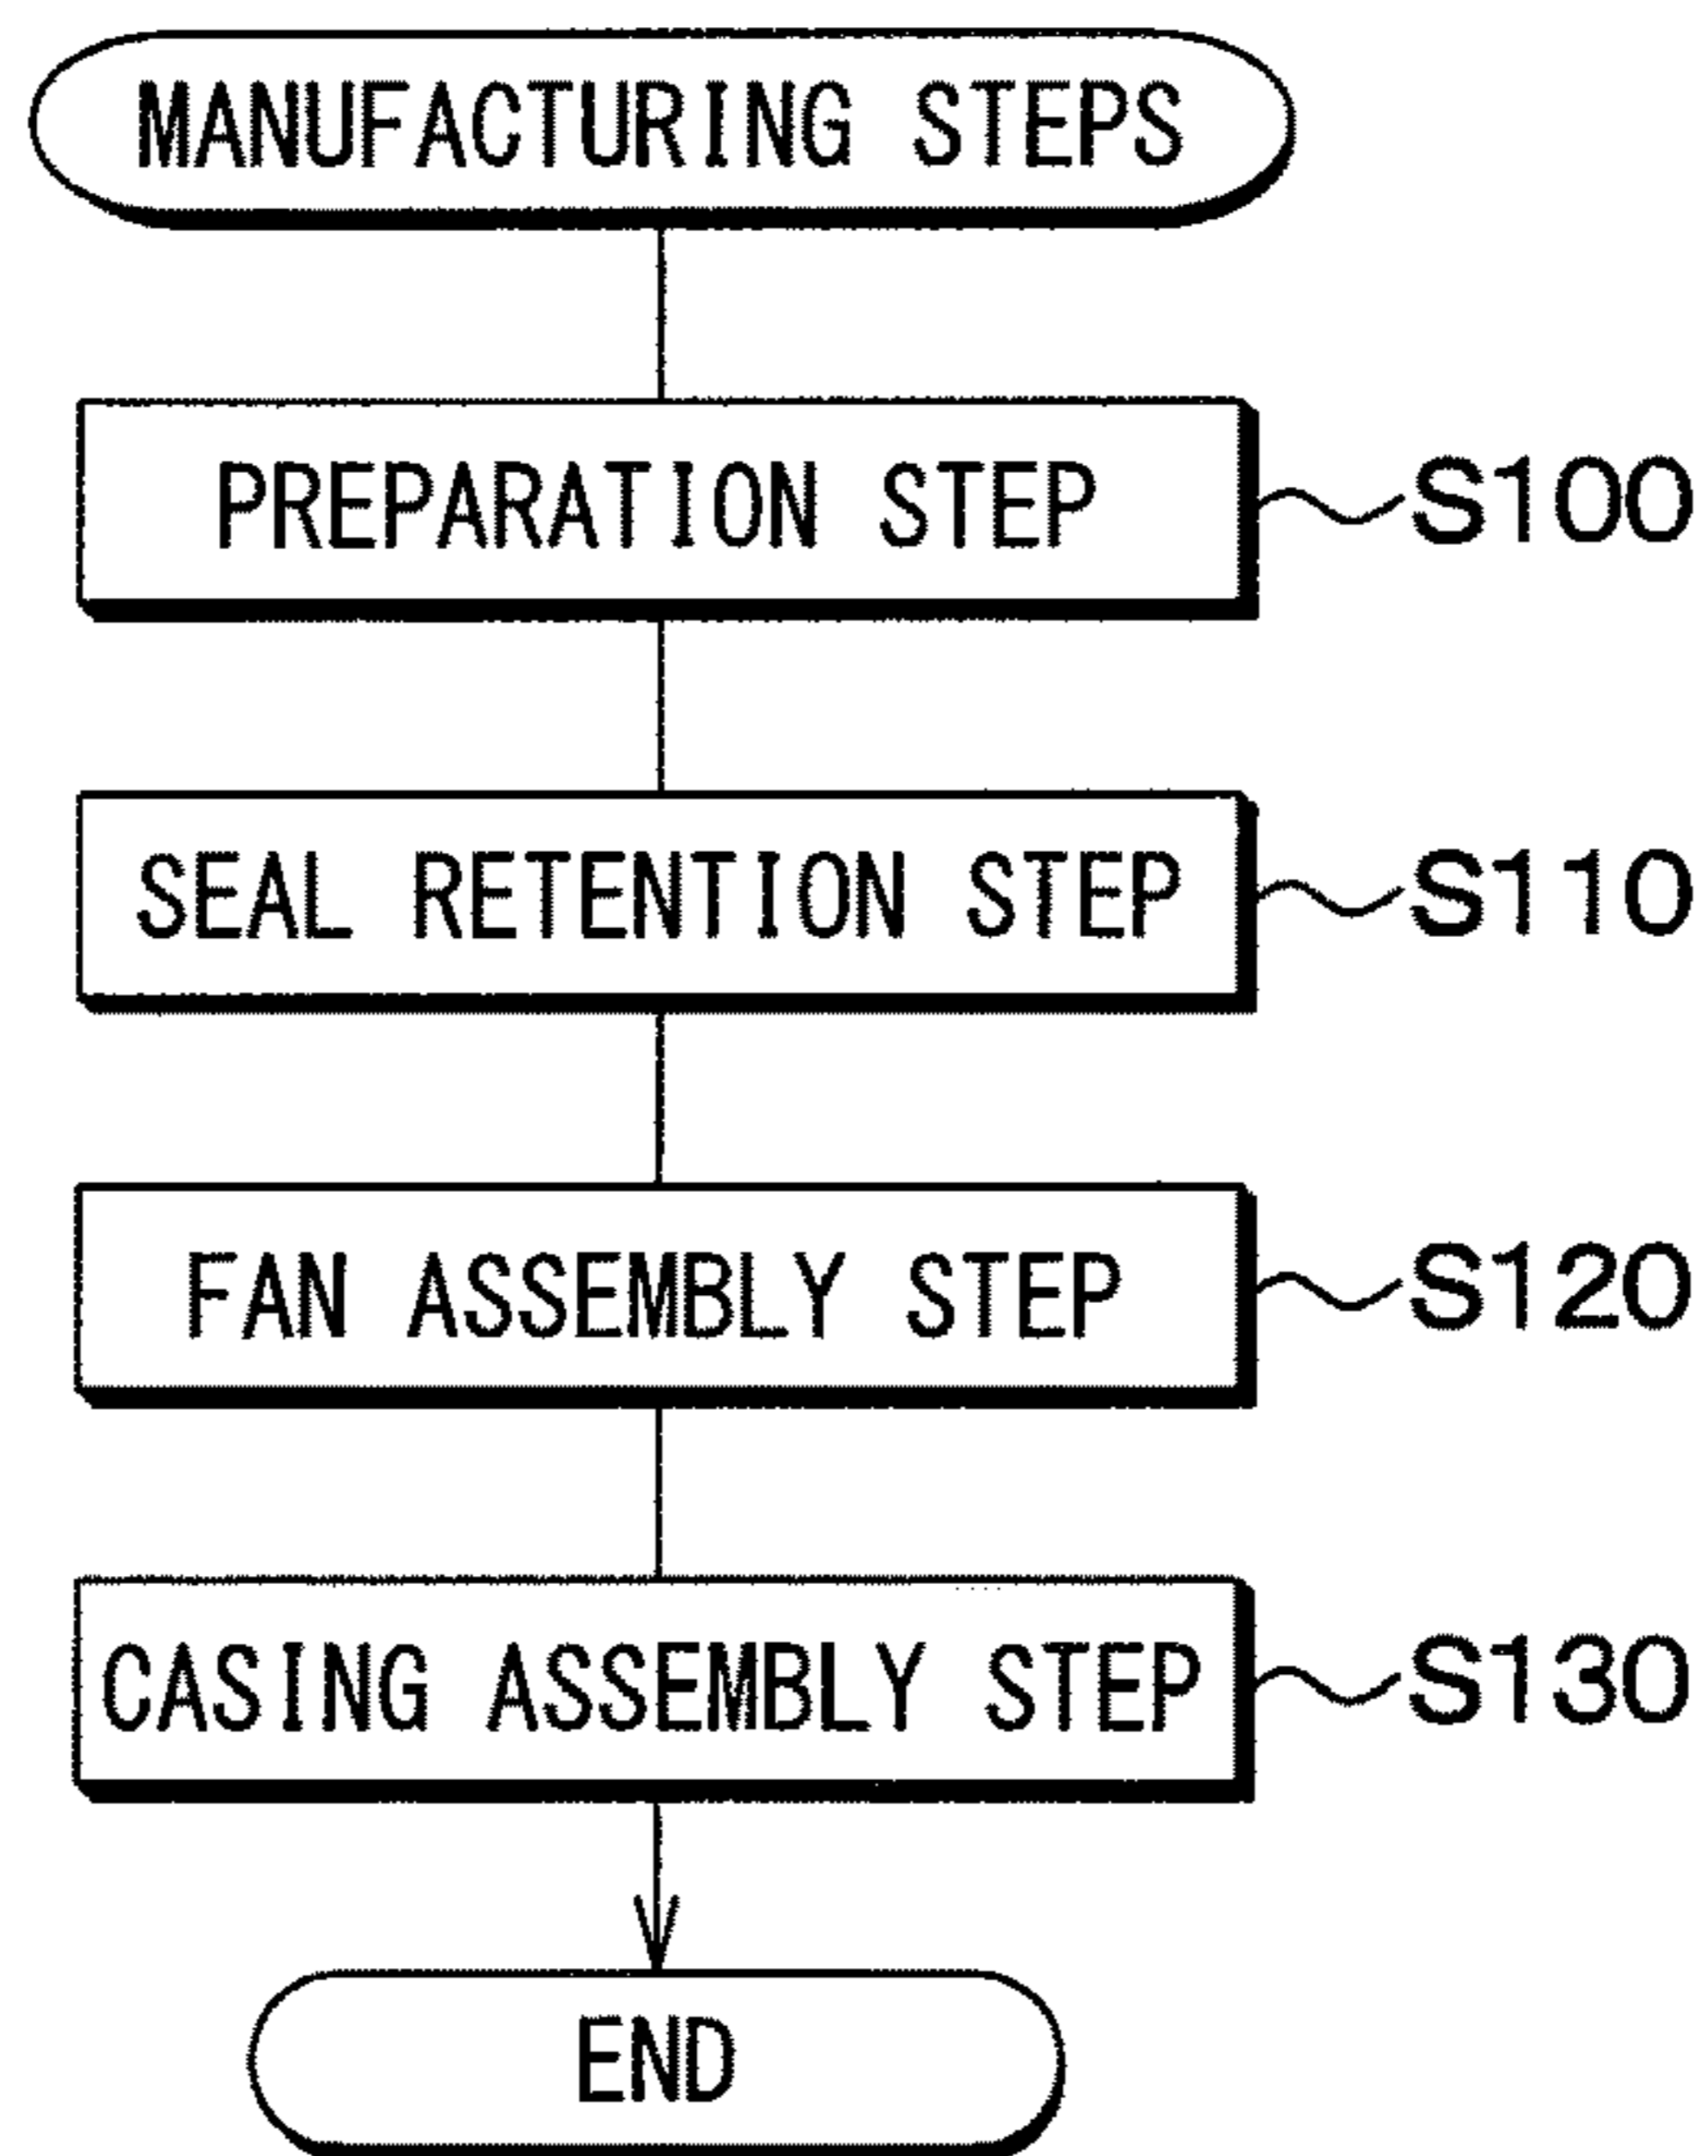 MANUFACTURING STEPS
PREPARATION STEP S100
SEAL RETENTION STEP S110
FAN ASSEMBLY STEP S120
CASING ASSEMBLY STEP S130
END